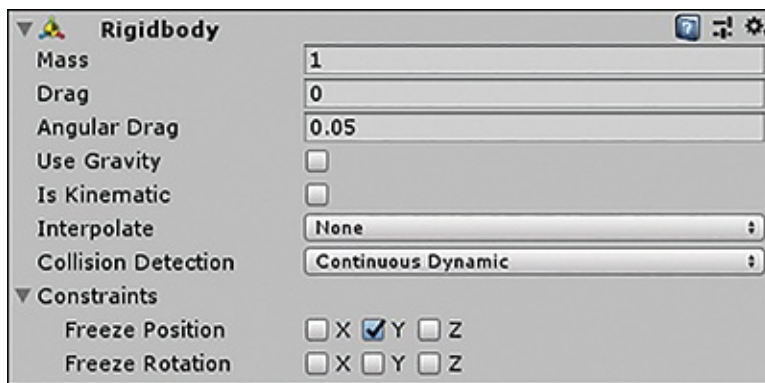 Rigidbody
Mass 1
Drag 0
Angular Drag 0.05
Use Gravity
Is Kinematic
Interpolate None
Collision Detection Continuous Dynamic
Constraints
Freeze Position X Y Z
Freeze Rotation X Y Z